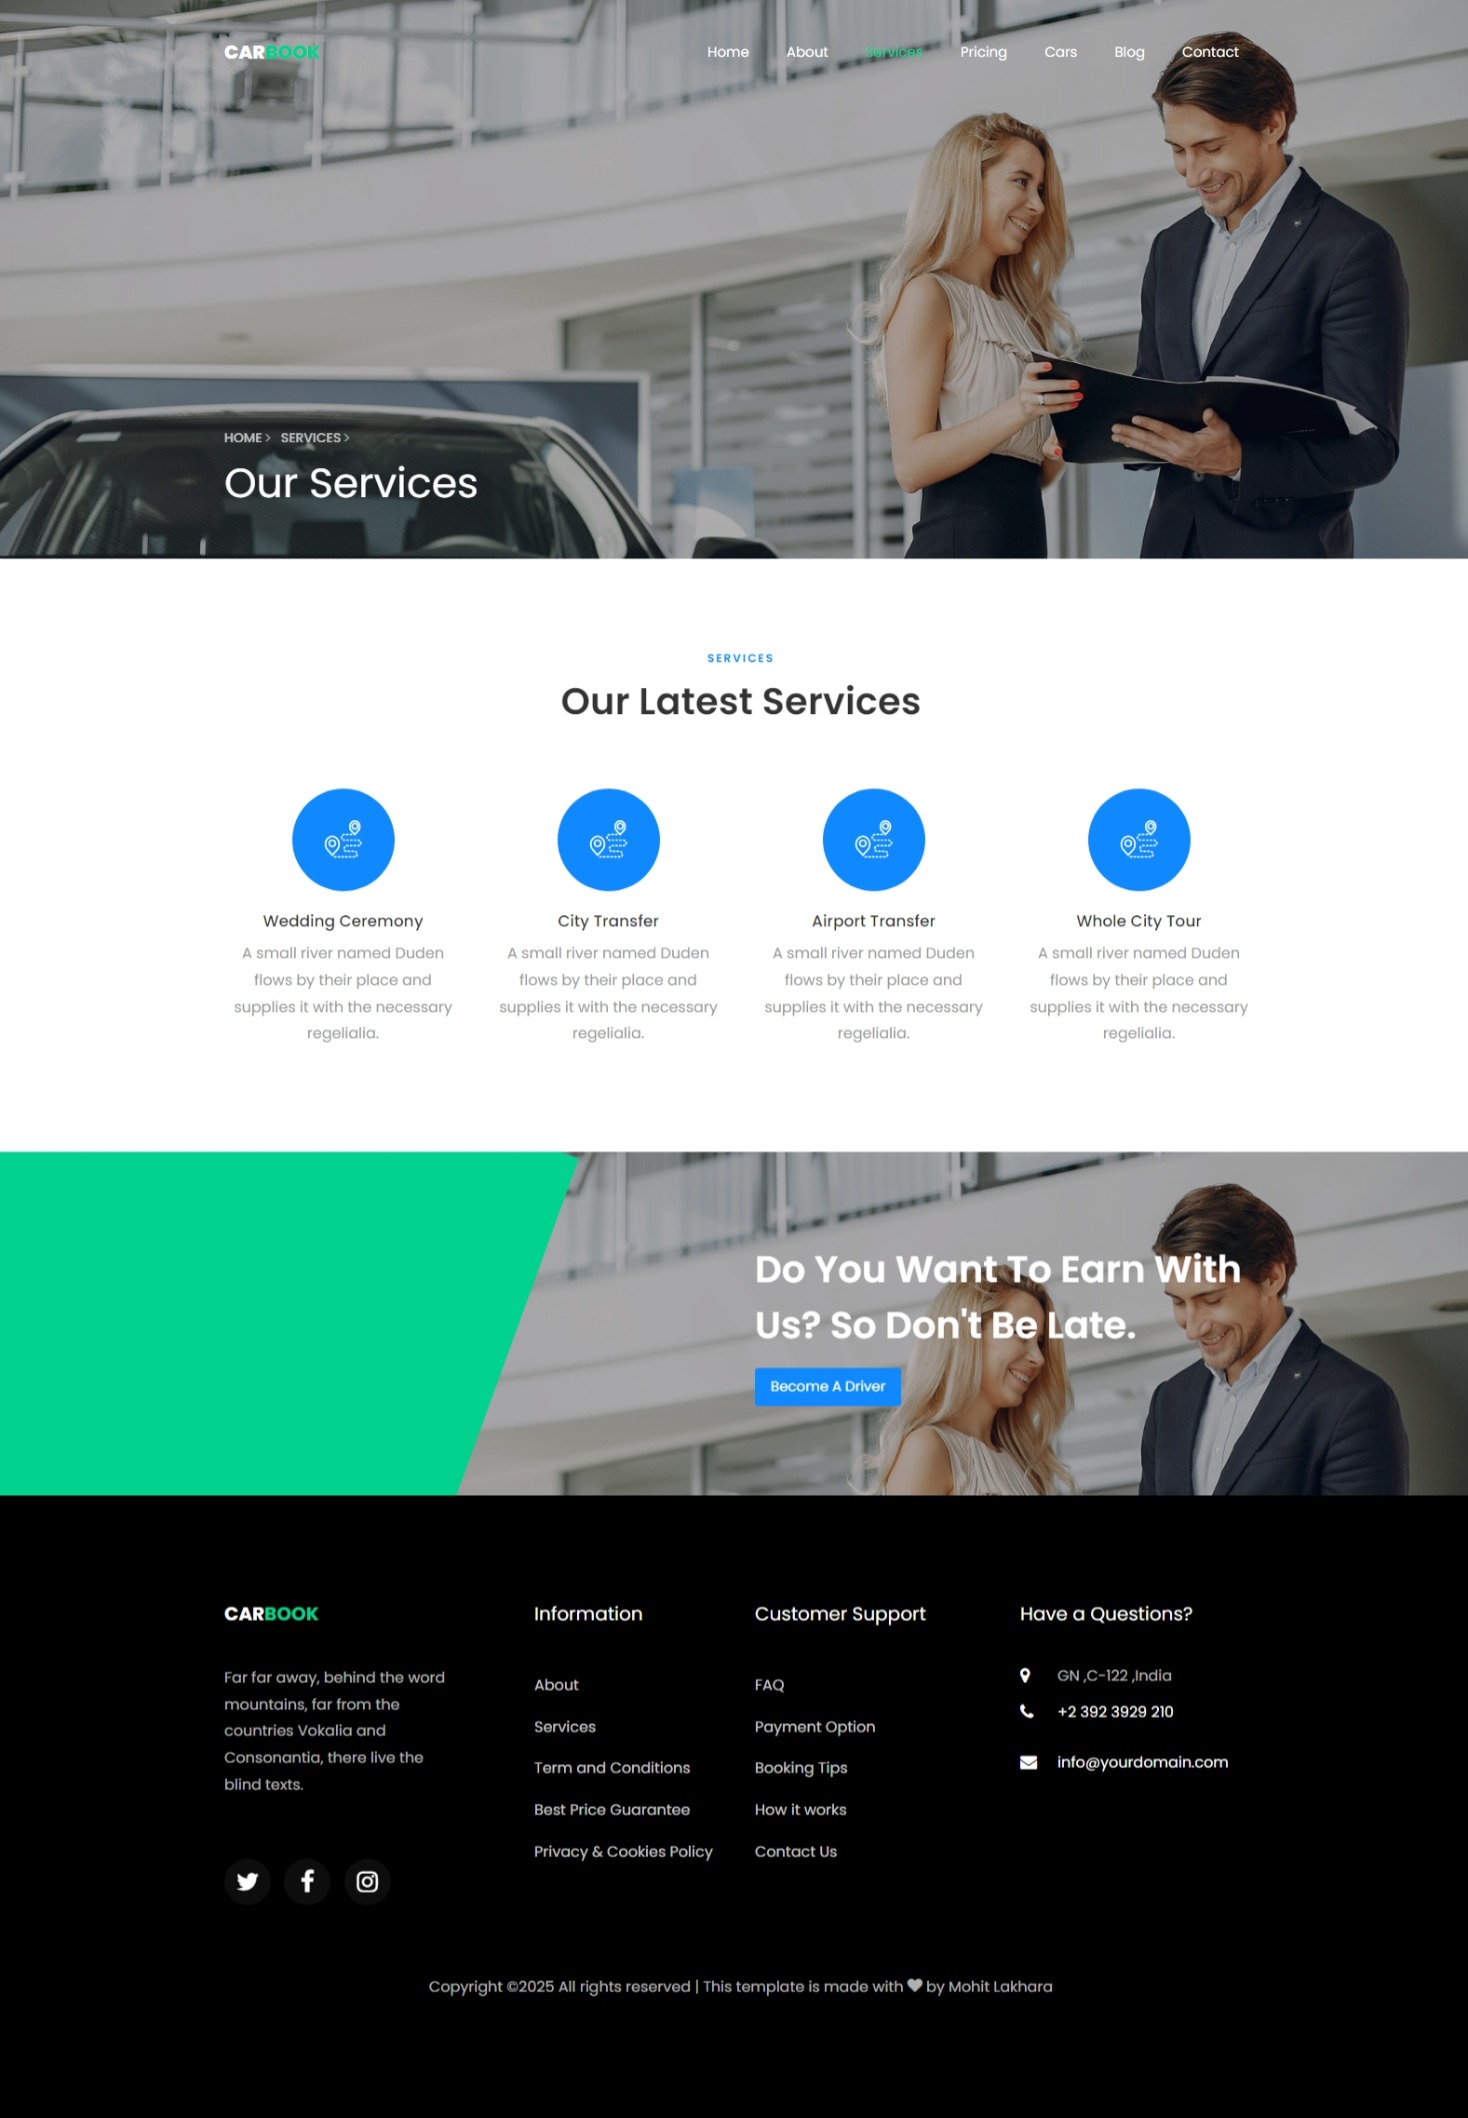 CARBOOK
Home About Services Pricing Cars Blog Contact
HOME > SERVICES >
Our Services
SERVICES
Our Latest Services
Wedding Ceremony
A small river named Duden
flows by their place and
supplies it with the necessary
regelialia.
City Transfer
A small river named Duden
flows by their place and
supplies it with the necessary
regelialia.
Airport Transfer
A small river named Duden
flows by their place and
supplies it with the necessary
regelialia.
Whole City Tour
A small river named Duden
flows by their place and
supplies it with the necessary
regelialia.
Do You Want To Earn With
Us? So Don't Be Late.
Become A Driver
CARBOOK
Far far away, behind the word
mountains, far from the
countries Vokalia and
Consonantia, there live the
blind texts.
Information
About
Services
Term and Conditions
Best Price Guarantee
Privacy & Cookies Policy
Customer Support
FAQ
Payment Option
Booking Tips
How it works
Contact Us
Have a Questions?
GN ,C-122 ,India
+2 392 3929 210
info@yourdomain.com
Copyright ©2025 All rights reserved | This template is made with ♥ by Mohit Lakhara